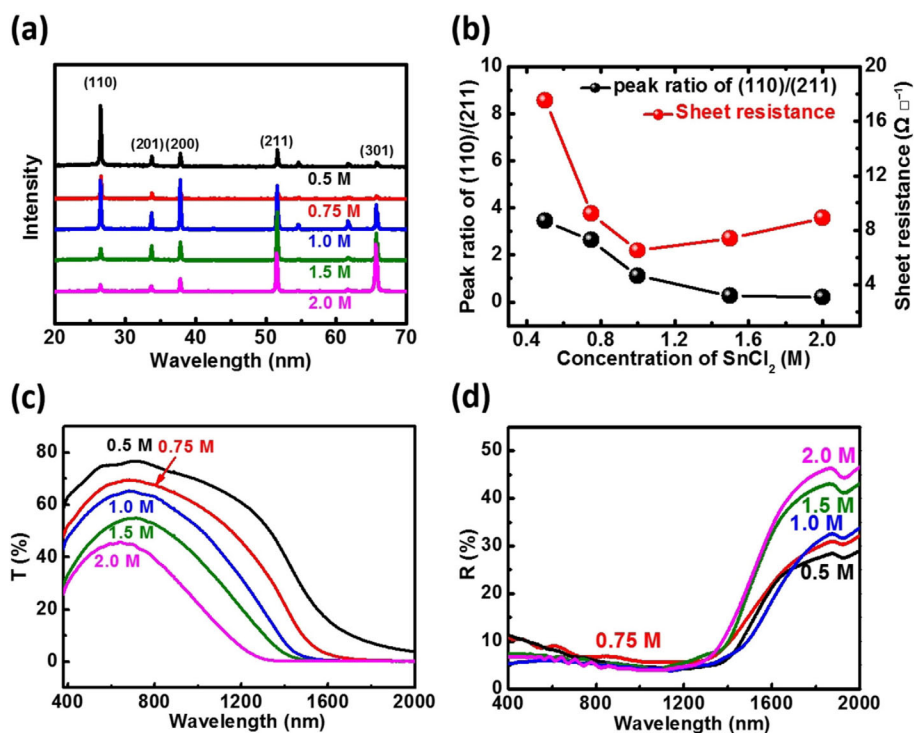 (a)
(110)
(201) (200)
(211)
(301)
0.5 M
0.75 M
1.0 M
1.5 M
2.0 M
Intensity
20 30 40 50 60 70
Wavelength (nm)
(b)
10
8
6
4
2
0
Peak ratio of (110)/(211)
peak ratio of (110)/(211)
Sheet resistance
20
16
12
8
4
Sheet resistance (Ω □⁻¹)
0.4 0.8 1.2 1.6 2.0
Concentration of SnCl₂ (M)
(c)
80
60
40
20
0
T (%)
0.5 M 0.75 M
1.0 M
1.5 M
2.0 M
400 800 1200 1600 2000
Wavelength (nm)
(d)
50
40
30
20
10
0
R (%)
2.0 M
1.5 M
1.0 M
0.5 M
0.75 M
400 800 1200 1600 2000
Wavelength (nm)